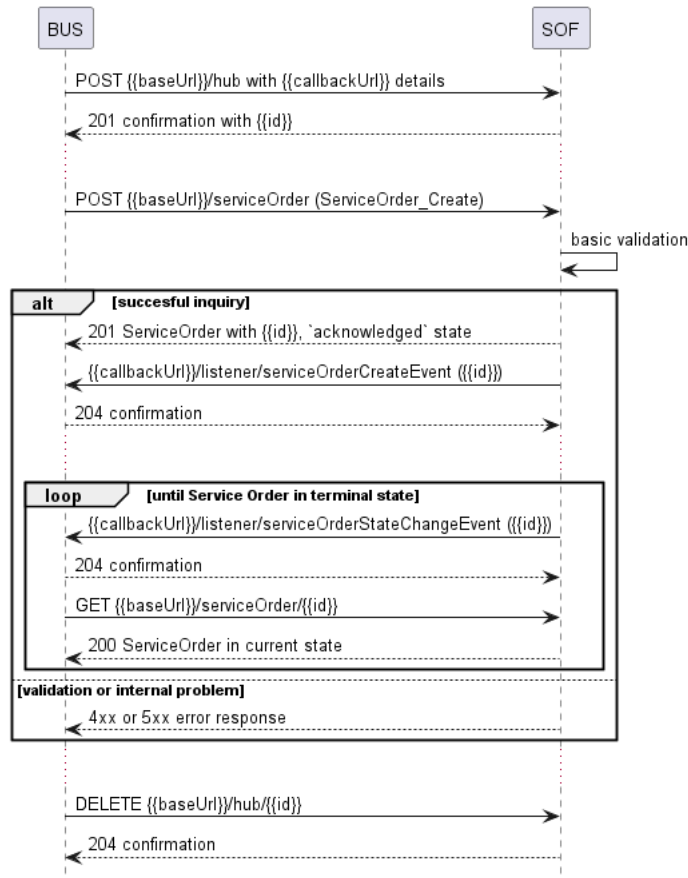 BUS
SOF
POST {{baseUrl}}/hub with {{callbackUrl}} details
201 confirmation with {{id}}
POST {{baseUrl}}/serviceOrder (ServiceOrder_Create)
basic validation
alt
[succesful inquiry]
201 ServiceOrder with {{id}}, `acknowledged` state
{{callbackUrl}}/listener/serviceOrderCreateEvent ({{id}})
204 confirmation
loop
[until Service Order in terminal state]
{{callbackUrl}}/listener/serviceOrderStateChangeEvent ({{id}})
204 confirmation
GET {{baseUrl}}/serviceOrder/{{id}}
200 ServiceOrder in current state
[validation or internal problem]
4xx or 5xx error response
DELETE {{baseUrl}}/hub/{{id}}
204 confirmation